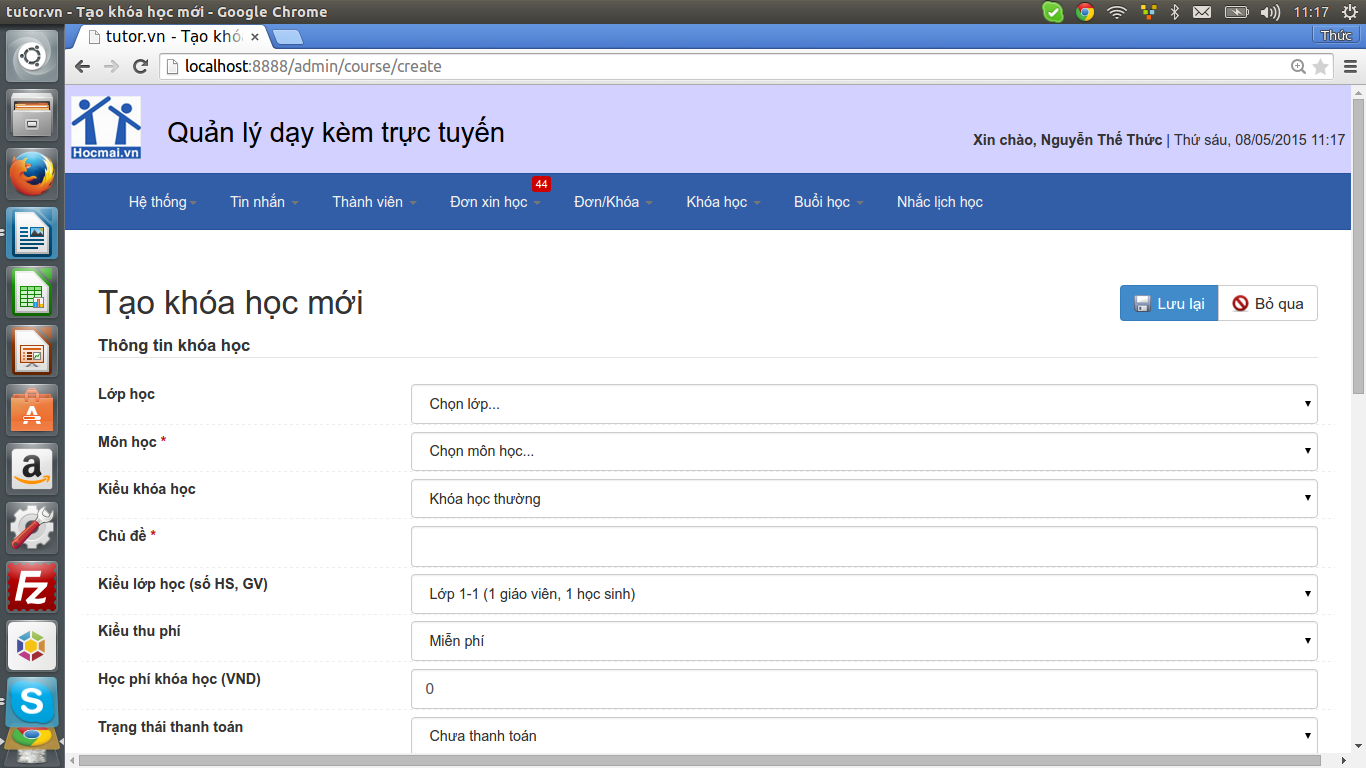 tutor.vn - Tạo khóa học mới - Google Chrome
11:17
tutor.vn - Tạo khó
Thức
localhost:8888/admin/course/create
Hocmai.vn
Quản lý dạy kèm trực tuyến
Xin chào, Nguyễn Thế Thức | Thứ sáu, 08/05/2015 11:17
44
Hệ thống Tin nhắn Thành viên Đơn xin học Đơn/Khóa Khóa học Buổi học Nhắc lịch học
Tạo khóa học mới
Lưu lại Bỏ qua
Thông tin khóa học
Lớp học
Chọn lớp...
Môn học *
Chọn môn học...
Kiểu khóa học
Khóa học thường
Chủ đề *
Kiểu lớp học (số HS, GV)
Lớp 1-1 (1 giáo viên, 1 học sinh)
Kiểu thu phí
Miễn phí
Học phí khóa học (VND)
0
Trạng thái thanh toán
Chưa thanh toán